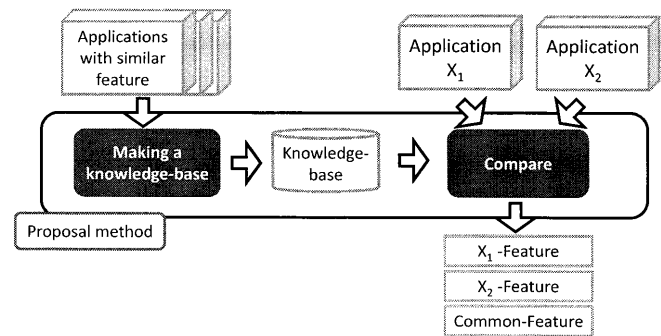 Applications
with similar
feature
Application
X₁
Application
X₂
Making a
knowledge-base
Knowledge-
base
Compare
Proposal method
X₁ -Feature
X₂ -Feature
Common-Feature